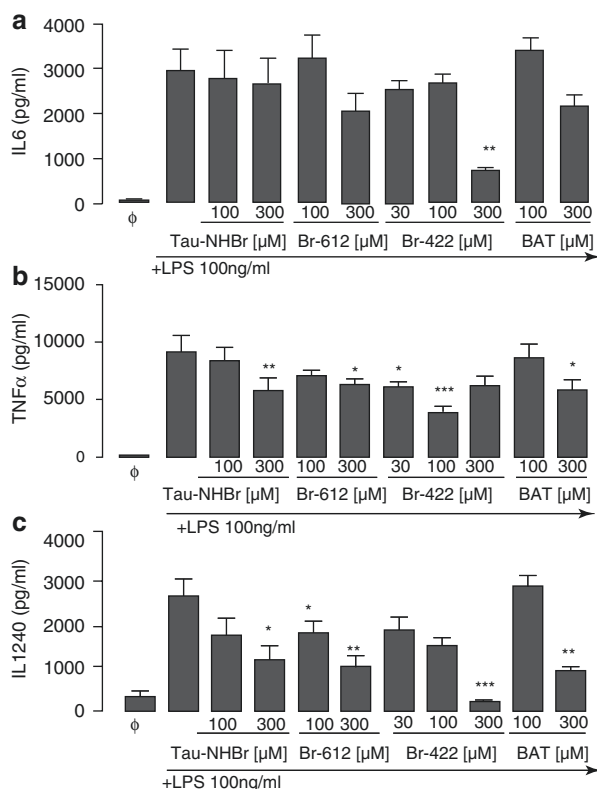 a
IL6 (pg/ml)
4000
3000
2000
1000
0
**
ϕ
100 300 100 300 30 100 300 100 300
Tau-NHBr [µM] Br-612 [µM] Br-422 [µM] BAT [µM]
+LPS 100ng/ml
b
TNFα (pg/ml)
15000
10000
5000
0
** * * *** *
ϕ
100 300 100 300 30 100 300 100 300
Tau-NHBr [µM] Br-612 [µM] Br-422 [µM] BAT [µM]
+LPS 100ng/ml
c
IL1240 (pg/ml)
4000
3000
2000
1000
0
* * ** *** **
ϕ
100 300 100 300 30 100 300 100 300
Tau-NHBr [µM] Br-612 [µM] Br-422 [µM] BAT [µM]
+LPS 100ng/ml